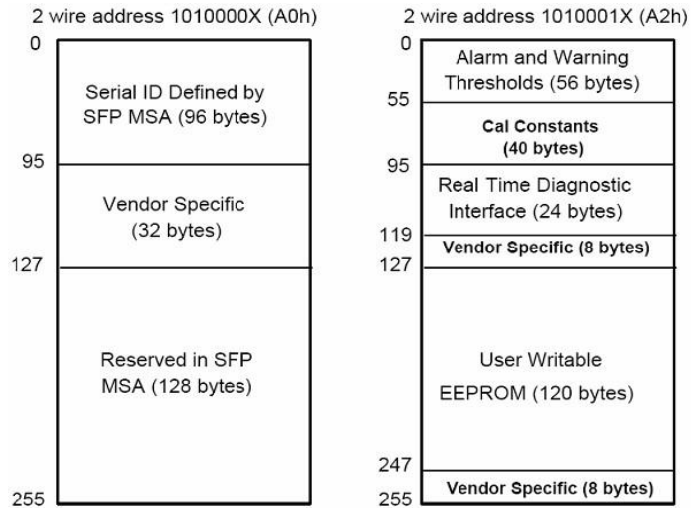 2 wire address 1010000X (A0h)
0
Serial ID Defined by
SFP MSA (96 bytes)
95
Vendor Specific
(32 bytes)
127
Reserved in SFP
MSA (128 bytes)
255
2 wire address 1010001X (A2h)
0
Alarm and Warning
Thresholds (56 bytes)
55
Cal Constants
(40 bytes)
95
Real Time Diagnostic
Interface (24 bytes)
119
Vendor Specific (8 bytes)
127
User Writable
EEPROM (120 bytes)
247
Vendor Specific (8 bytes)
255